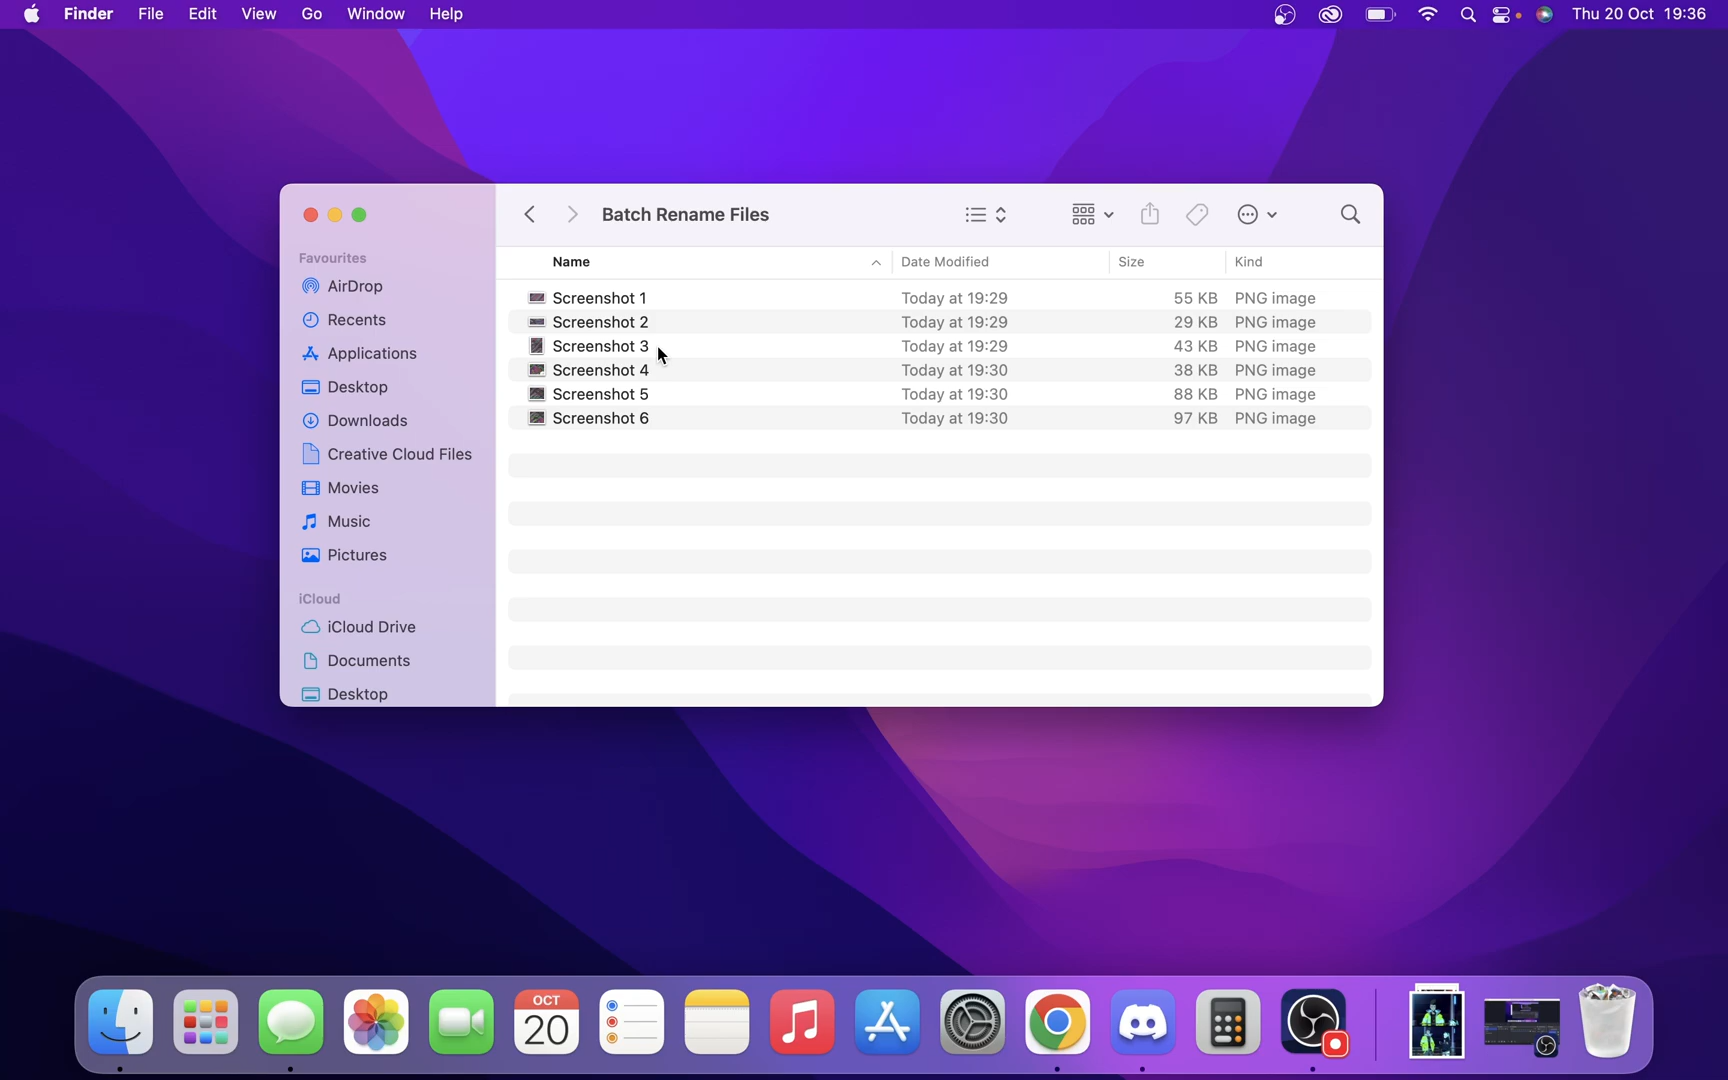 Finder File Edit View Go Window Help Thu 20 Oct 19:36
Batch Rename Files
Favourites
AirDrop
Recents
Applications
Desktop
Downloads
Creative Cloud Files
Movies
Music
Pictures
iCloud
iCloud Drive
Documents
Desktop
Name Date Modified Size Kind
Screenshot 1 Today at 19:29 55 KB PNG image
Screenshot 2 Today at 19:29 29 KB PNG image
Screenshot 3 Today at 19:29 43 KB PNG image
Screenshot 4 Today at 19:30 38 KB PNG image
Screenshot 5 Today at 19:30 88 KB PNG image
Screenshot 6 Today at 19:30 97 KB PNG image
OCT
20